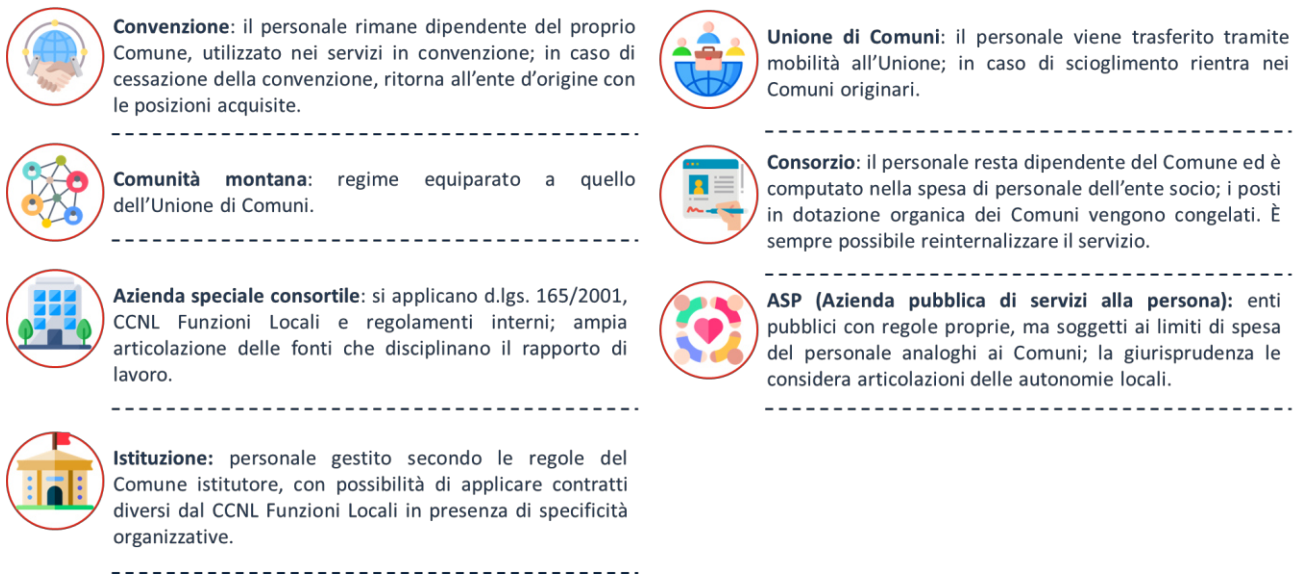 Convenzione: il personale rimane dipendente del proprio
Comune, utilizzato nei servizi in convenzione; in caso di
cessazione della convenzione, ritorna all’ente d’origine con
le posizioni acquisite.
Comunità montana: regime equiparato a quello
dell’Unione di Comuni.
Azienda speciale consortile: si applicano d.lgs. 165/2001,
CCNL Funzioni Locali e regolamenti interni; ampia
articolazione delle fonti che disciplinano il rapporto di
lavoro.
Istituzione: personale gestito secondo le regole del
Comune istitutore, con possibilità di applicare contratti
diversi dal CCNL Funzioni Locali in presenza di specificità
organizzative.
Unione di Comuni: il personale viene trasferito tramite
mobilità all’Unione; in caso di scioglimento rientra nei
Comuni originari.
Consorzio: il personale resta dipendente del Comune ed è
computato nella spesa di personale dell’ente socio; i posti
in dotazione organica dei Comuni vengono congelati. È
sempre possibile reinternalizzare il servizio.
ASP (Azienda pubblica di servizi alla persona): enti
pubblici con regole proprie, ma soggetti ai limiti di spesa
del personale analoghi ai Comuni; la giurisprudenza le
considera articolazioni delle autonomie locali.